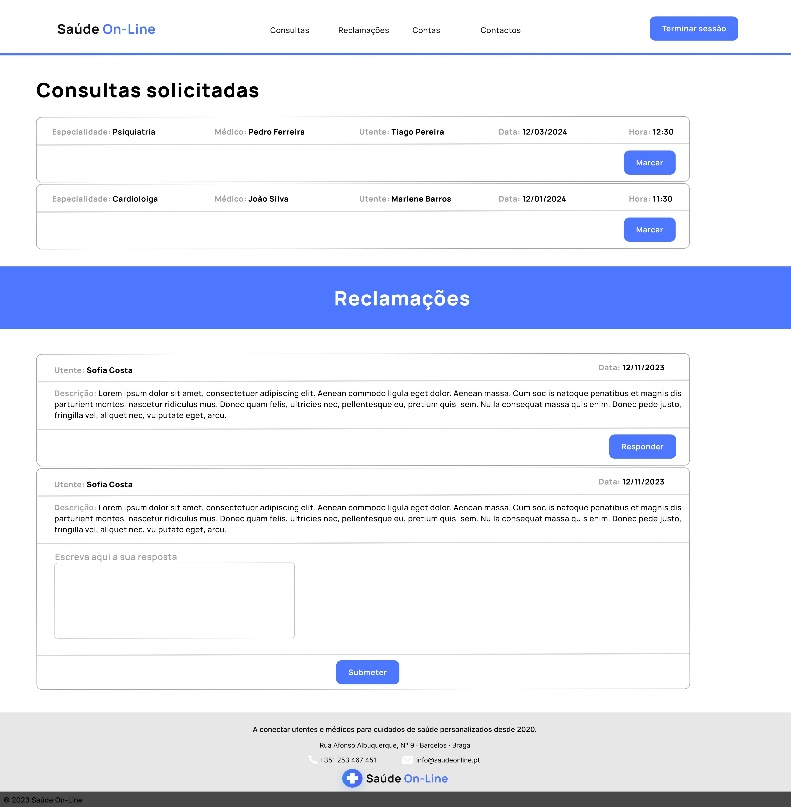 Saúde On-Line
Consultas Reclamações Contas Contactos
Terminar sessão
Consultas solicitadas
Especialidade: Psiquiatria Médico: Pedro Ferreira Utente: Tiago Pereira Data: 12/03/2024 Hora: 12:30
Marcar
Especialidade: Cardioloiga Médico: João Silva Utente: Marlene Barros Data: 12/01/2024 Hora: 11:30
Marcar
Reclamações
Utente: Sofia Costa Data: 12/11/2023
Descrição: Lorem ipsum dolor sit amet, consectetuer adipiscing elit. Aenean commodo ligula eget dolor. Aenean massa. Cum sociis natoque penatibus et magnis dis
parturient montes, nascetur ridiculus mus. Donec quam felis, ultricies nec, pellentesque eu, pretium quis, sem. Nulla consequat massa quis enim. Donec pede justo,
fringilla vel, aliquet nec, vulputate eget, arcu.
Responder
Utente: Sofia Costa Data: 12/11/2023
Descrição: Lorem ipsum dolor sit amet, consectetuer adipiscing elit. Aenean commodo ligula eget dolor. Aenean massa. Cum sociis natoque penatibus et magnis dis
parturient montes, nascetur ridiculus mus. Donec quam felis, ultricies nec, pellentesque eu, pretium quis, sem. Nulla consequat massa quis enim. Donec pede justo,
fringilla vel, aliquet nec, vulputate eget, arcu.
Escreva aqui a sua resposta
Submeter
A conectar utentes e médicos para cuidados de saúde personalizados desde 2020.
Rua Afonso Albuquerque, Nº 9 - Barcelos - Braga
+351 253 467 451 info@saudeonline.pt
Saúde On-Line
© 2023 Saúde On-Line